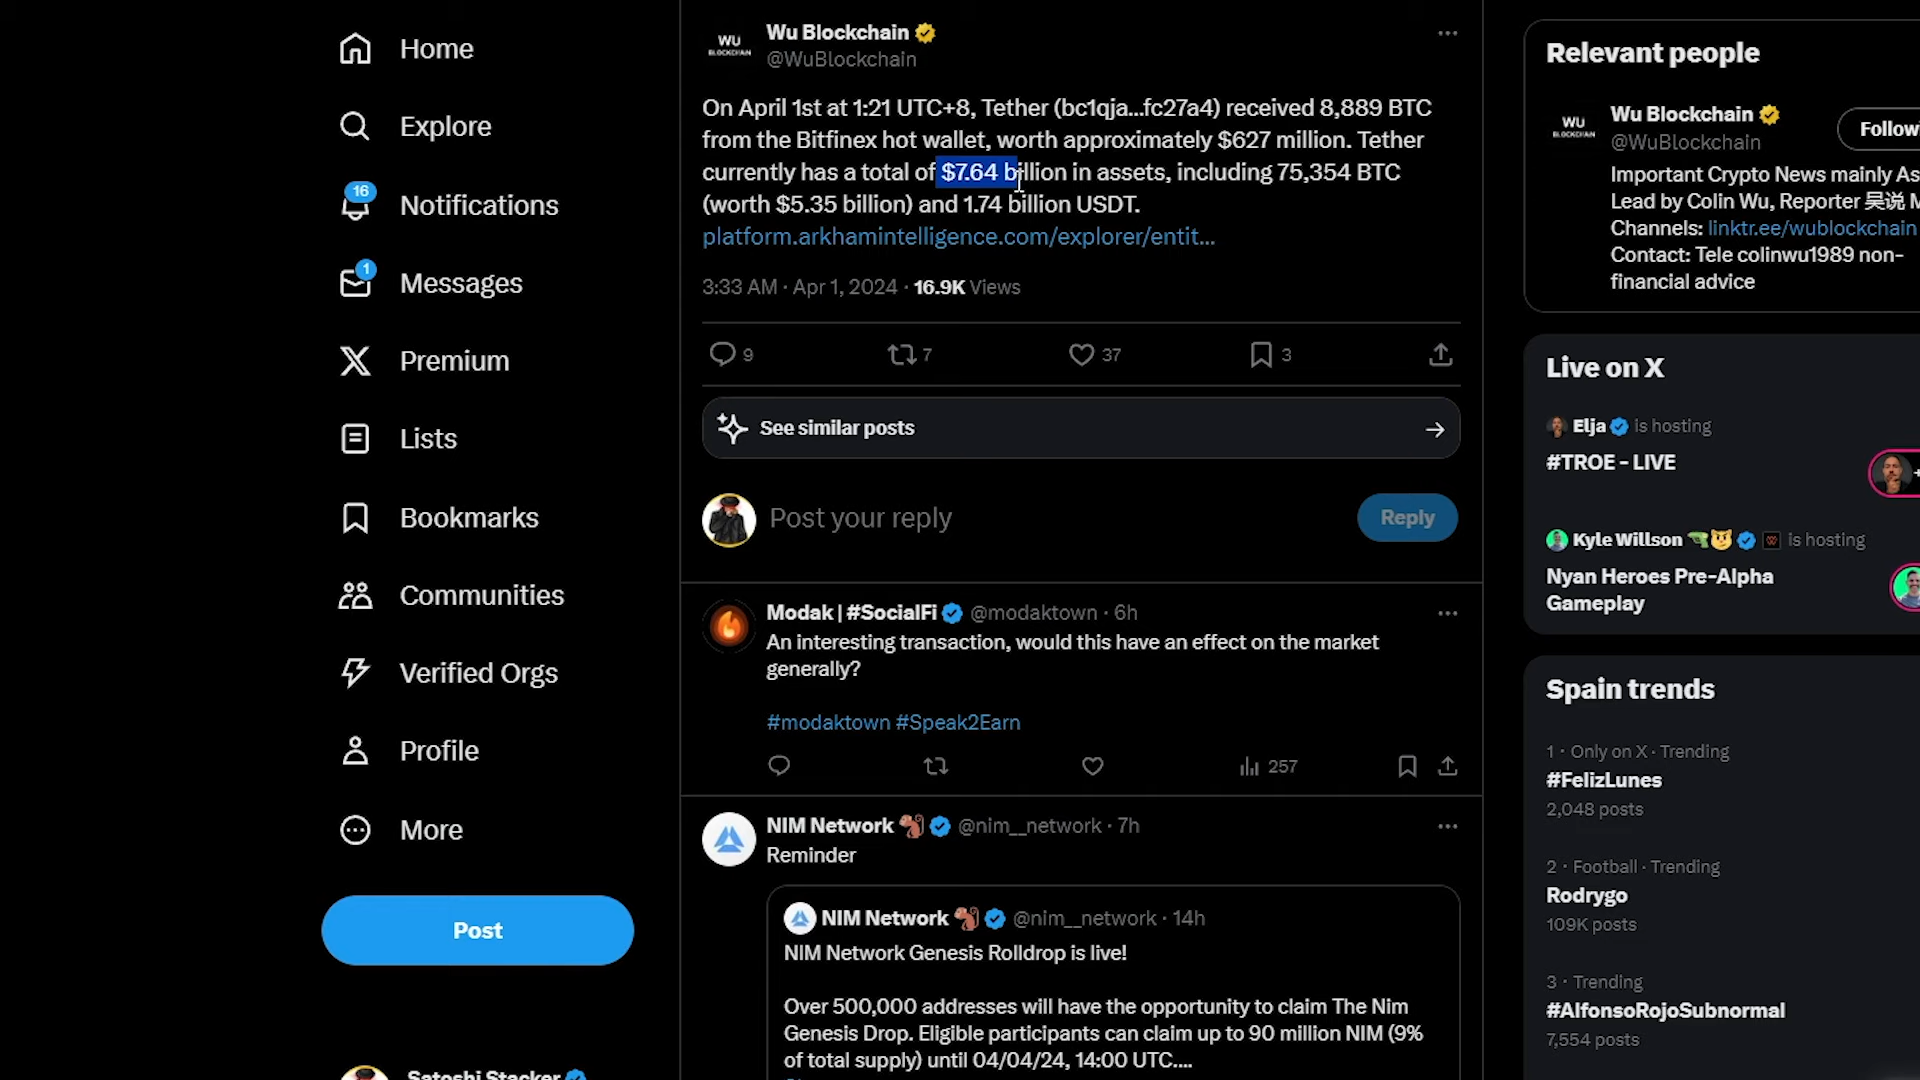 Home
Explore
16
Notifications
1
Messages
Premium
Lists
Bookmarks
Communities
Verified Orgs
Profile
More
Post
Satoshi Stacker
WU
BLOCKCHAIN
Wu Blockchain
@WuBlockchain
On April 1st at 1:21 UTC+8, Tether (bc1qja...fc27a4) received 8,889 BTC
from the Bitfinex hot wallet, worth approximately $627 million. Tether
currently has a total of $7.64 billion in assets, including 75,354 BTC
(worth $5.35 billion) and 1.74 billion USDT.
platform.arkhamintelligence.com/explorer/entit...
3:33 AM · Apr 1, 2024 · 16.9K Views
9 7 37 3
See similar posts
Post your reply
Reply
Modak | #SocialFi @modaktown · 6h
An interesting transaction, would this have an effect on the market
generally?
#modaktown #Speak2Earn
257
NIM Network @nim__network · 7h
Reminder
NIM Network @nim__network · 14h
NIM Network Genesis Rolldrop is live!
Over 500,000 addresses will have the opportunity to claim The Nim
Genesis Drop. Eligible participants can claim up to 90 million NIM (9%
of total supply) until 04/04/24, 14:00 UTC....
Relevant people
WU
BLOCKCHAIN
Wu Blockchain
@WuBlockchain
Followi
Important Crypto News mainly As
Lead by Colin Wu, Reporter 吴说 M
Channels: linktr.ee/wublockchain
Contact: Tele colinwu1989 non-
financial advice
Live on X
Elja is hosting
#TROE - LIVE
Kyle Willson is hosting
Nyan Heroes Pre-Alpha
Gameplay
Spain trends
1 · Only on X · Trending
#FelizLunes
2,048 posts
2 · Football · Trending
Rodrygo
109K posts
3 · Trending
#AlfonsoRojoSubnormal
7,554 posts